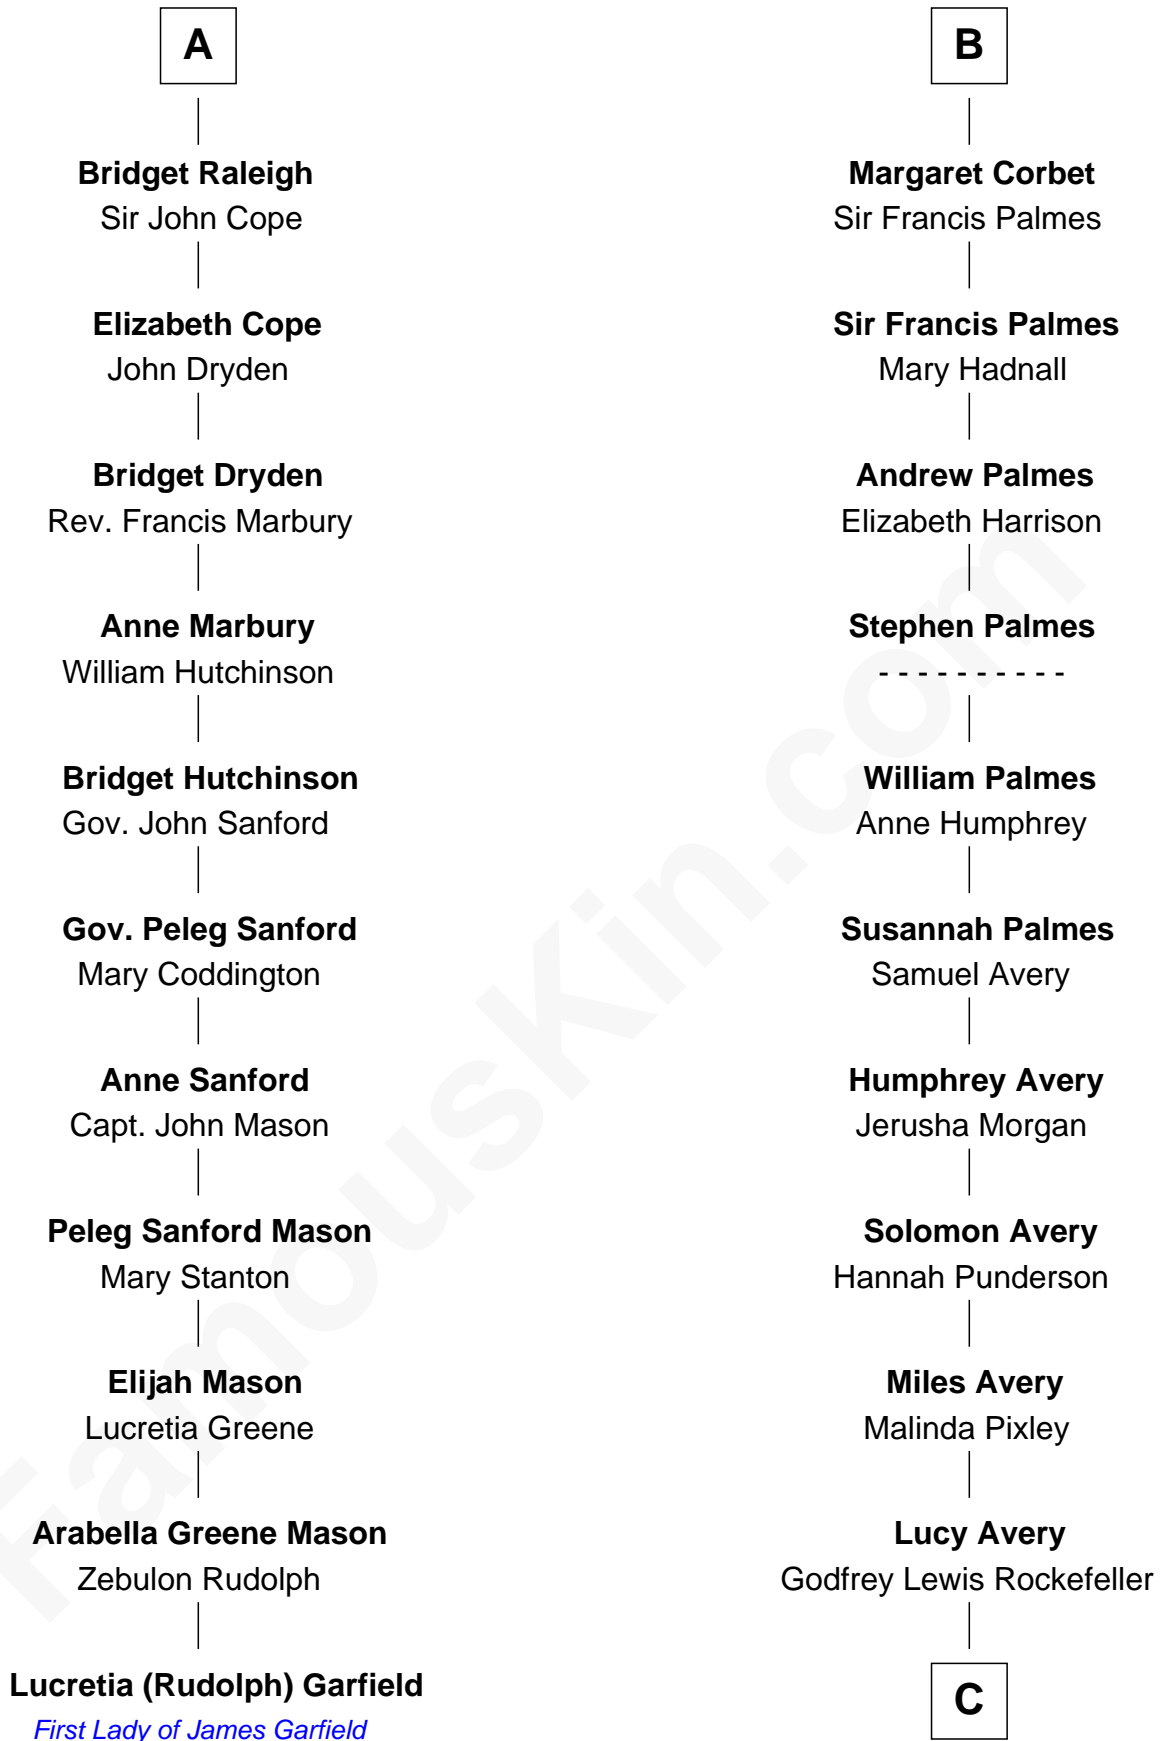 A
Bridget Raleigh
Sir John Cope
Elizabeth Cope
John Dryden
Bridget Dryden
Rev. Francis Marbury
Anne Marbury
William Hutchinson
Bridget Hutchinson
Gov. John Sanford
Gov. Peleg Sanford
Mary Coddington
Anne Sanford
Capt. John Mason
Peleg Sanford Mason
Mary Stanton
Elijah Mason
Lucretia Greene
Arabella Greene Mason
Zebulon Rudolph
Lucretia (Rudolph) Garfield
First Lady of James Garfield
B
Margaret Corbet
Sir Francis Palmes
Sir Francis Palmes
Mary Hadnall
Andrew Palmes
Elizabeth Harrison
Stephen Palmes
- - - - - - - - - -
William Palmes
Anne Humphrey
Susannah Palmes
Samuel Avery
Humphrey Avery
Jerusha Morgan
Solomon Avery
Hannah Punderson
Miles Avery
Malinda Pixley
Lucy Avery
Godfrey Lewis Rockefeller
C
FamousKin.com